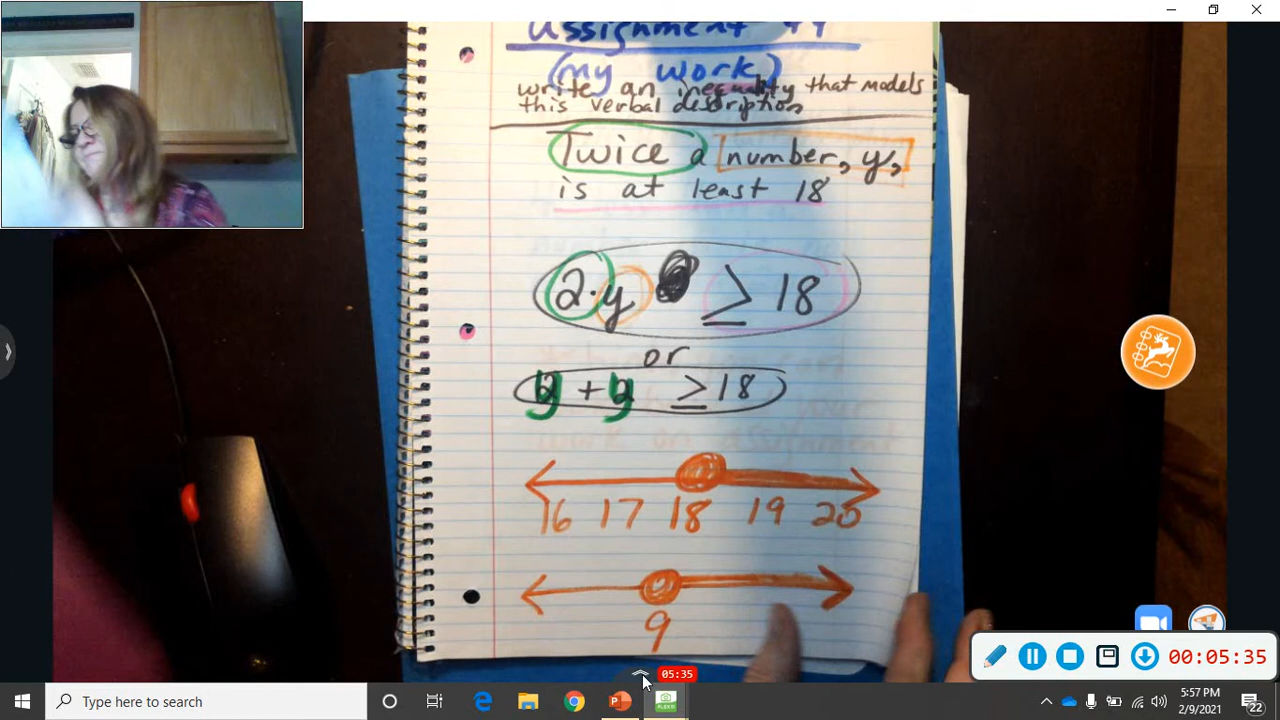 assignment
(my work)
write an inequality that models
this verbal description
Twice a number, y,
is at least 18
2·y ≥ 18
or
y + y ≥ 18
16 17 18 19 20
9
00:05:35
05:35
Type here to search
5:57 PM
2/9/2021
22